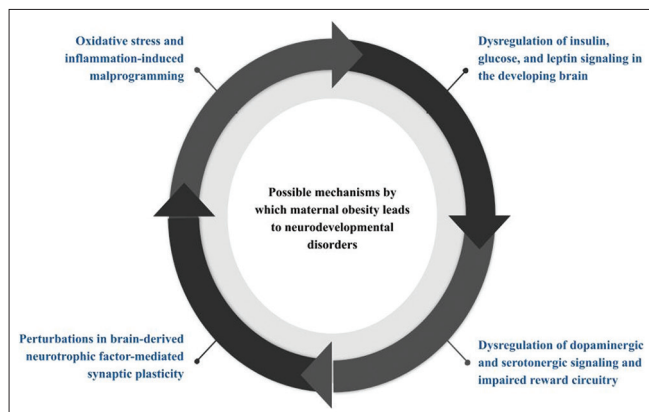 Oxidative stress and
inflammation-induced
malprogramming
Dysregulation of insulin,
glucose, and leptin signaling in
the developing brain
Possible mechanisms by
which maternal obesity leads
to neurodevelopmental
disorders
Perturbations in brain-derived
neurotrophic factor-mediated
synaptic plasticity
Dysregulation of dopaminergic
and serotonergic signaling and
impaired reward circuitry